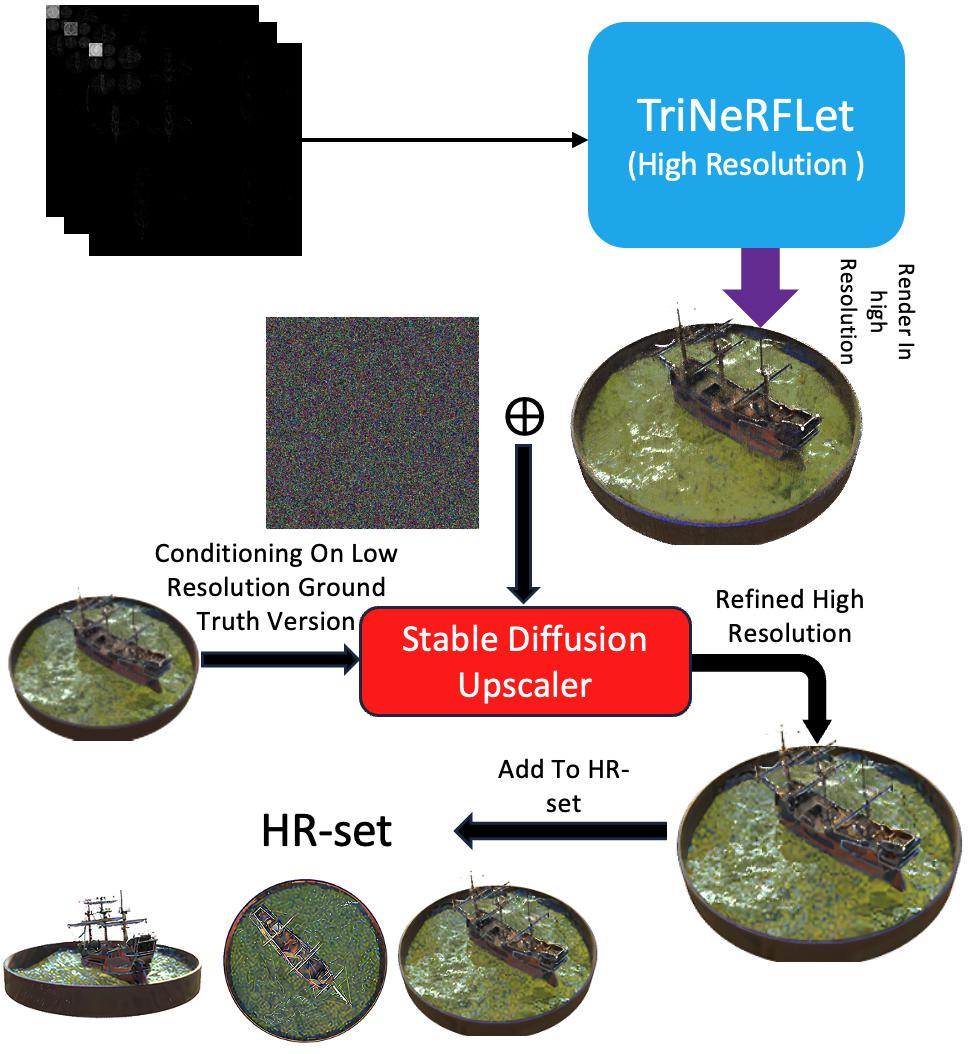 TriNeRFLet
(High Resolution )
Render In
high
Resolution
Conditioning On Low
Resolution Ground
Truth Version
Stable Diffusion
Upscaler
Refined High
Resolution
Add To HR-
set
HR-set